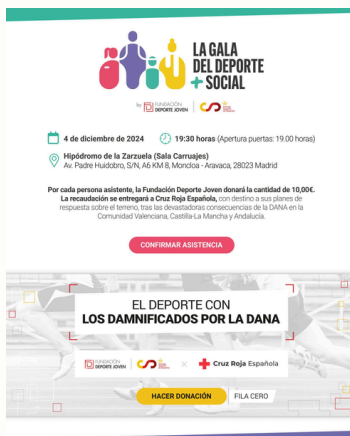 LA GALA
DEL DEPORTE
+ SOCIAL
by FUNDACIÓN
DEPORTE JOVEN
4 de diciembre de 2024
19:30 horas (Apertura puertas: 19.00 horas)
Hipódromo de la Zarzuela (Sala Carruajes)
Av. Padre Huidobro, S/N, A6 KM 8, Moncloa - Aravaca, 28023 Madrid
Por cada persona asistente, la Fundación Deporte Joven donará la cantidad de 10,00€.
La recaudación se entregará a Cruz Roja Española, con destino a sus planes de
respuesta sobre el terreno, tras las devastadoras consecuencias de la DANA en la
Comunidad Valenciana, Castilla-La Mancha y Andalucía.
CONFIRMAR ASISTENCIA
EL DEPORTE CON
LOS DAMNIFICADOS POR LA DANA
FUNDACIÓN
DEPORTE JOVEN
× Cruz Roja Española
HACER DONACIÓN FILA CERO